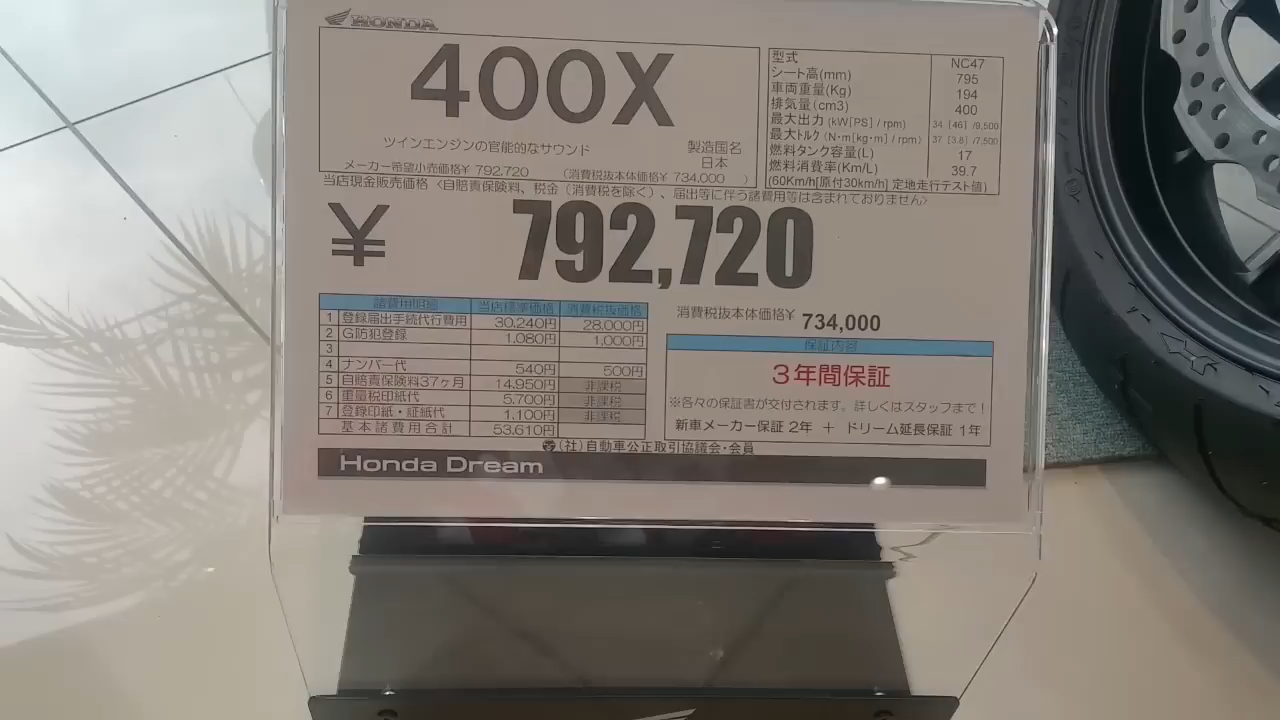 HONDA
400X
ツインエンジンの官能的なサウンド
製造国名
日本
メーカー希望小売価格¥ 792,720 (消費税抜本体価格¥ 734,000 )
型式 NC47
シート高(mm) 795
車両重量(Kg) 194
排気量(cm3) 400
最大出力 (kW[PS] / rpm) 34 [46] /9,500
最大トルク (N・m[kg・m] / rpm) 37 [3.8] /7,500
燃料タンク容量(L) 17
燃料消費率(Km/L) 39.7
(60Km/h[原付30km/h] 定地走行テスト値)
当店現金販売価格〈自賠責保険料、税金(消費税を除く)、届出等に伴う諸費用等は含まれておりません〉
¥ 792,720
消費税抜本体価格¥ 734,000
諸費用明細 当店標準価格 消費税抜価格
1 登録届出手続代行費用 30,240円 28,000円
2 G防犯登録 1,080円 1,000円
3
4 ナンバー代 540円 500円
5 自賠責保険料37ヶ月 14,950円 非課税
6 重量税印紙代 5,700円 非課税
7 登録印紙・証紙代 1,100円 非課税
基本諸費用合計 53,610円
保証内容
3年間保証
※各々の保証書が交付されます。詳しくはスタッフまで!
新車メーカー保証 2年 + ドリーム延長保証 1年
(社)自動車公正取引協議会・会員
Honda Dream